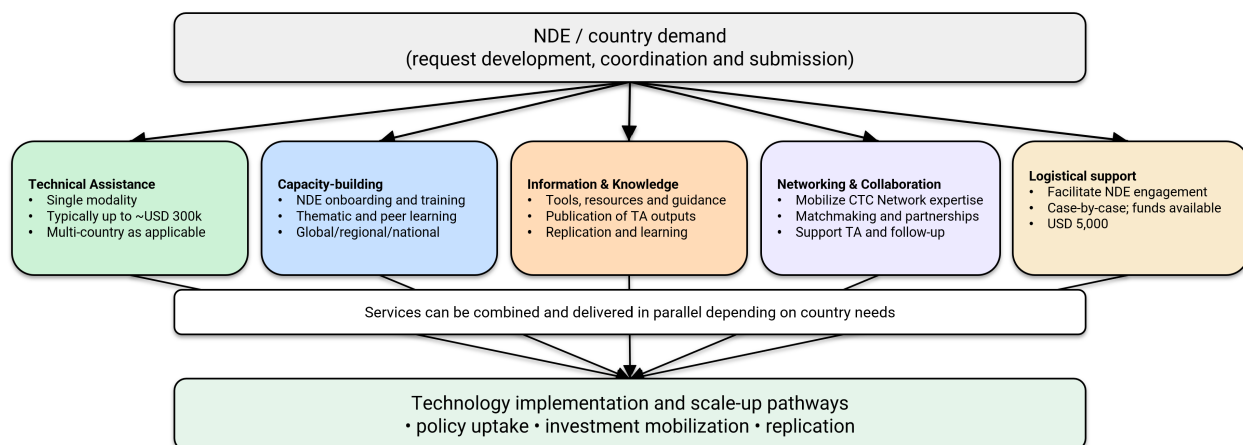 NDE / country demand
(request development, coordination and submission)
Technical Assistance
• Single modality
• Typically up to ~USD 300k
• Multi-country as applicable
Capacity-building
• NDE onboarding and training
• Thematic and peer learning
• Global/regional/national
Information & Knowledge
• Tools, resources and guidance
• Publication of TA outputs
• Replication and learning
Networking & Collaboration
• Mobilize CTC Network expertise
• Matchmaking and partnerships
• Support TA and follow-up
Logistical support
• Facilitate NDE engagement
• Case-by-case; funds available
• USD 5,000
Services can be combined and delivered in parallel depending on country needs
Technology implementation and scale-up pathways
• policy uptake • investment mobilization • replication